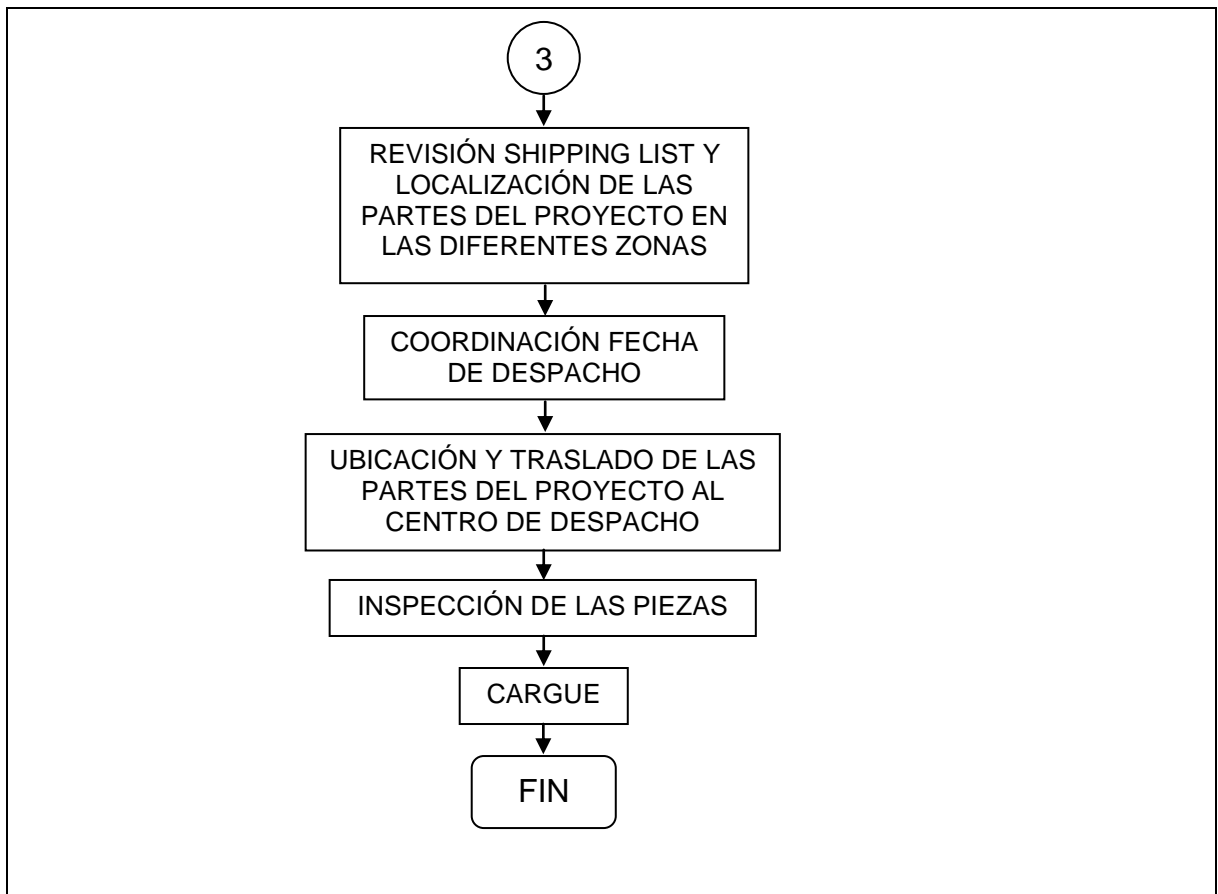 3
REVISIÓN SHIPPING LIST Y
LOCALIZACIÓN DE LAS
PARTES DEL PROYECTO EN
LAS DIFERENTES ZONAS
COORDINACIÓN FECHA
DE DESPACHO
UBICACIÓN Y TRASLADO DE LAS
PARTES DEL PROYECTO AL
CENTRO DE DESPACHO
INSPECCIÓN DE LAS PIEZAS
CARGUE
FIN